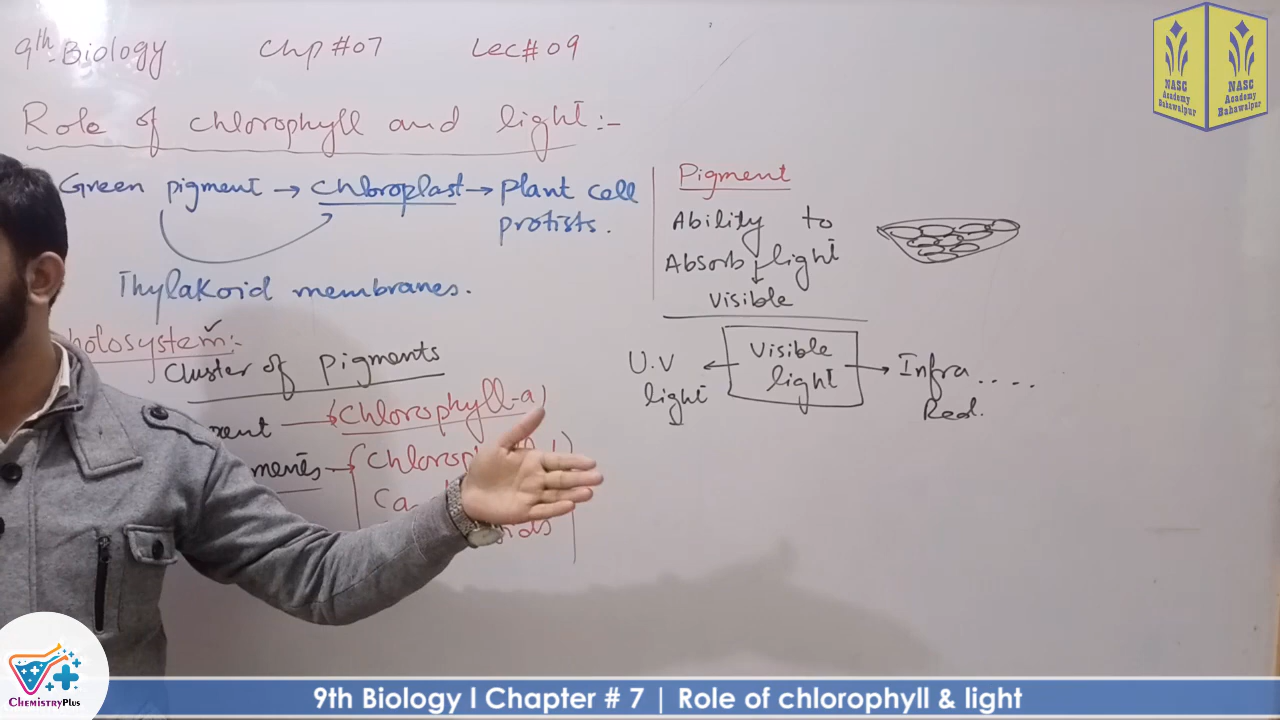 9th Biology Chp #07 Lec# 09
Role of chlorophyll and light:-
Green pigment → chloroplast → Plant cell
protists.
Thylakoid membranes.
hotosystem:-
Cluster of Pigments
Chlorophyll-a
Pigment
Ability to
Absorb light
Visible
U.V
light
Visible
light
Infra ....
Red.
NASC
Academy
Bahawalpur
NASC
Academy
Bahawalpur
ChemistryPlus
9th Biology l Chapter # 7 | Role of chlorophyll & light